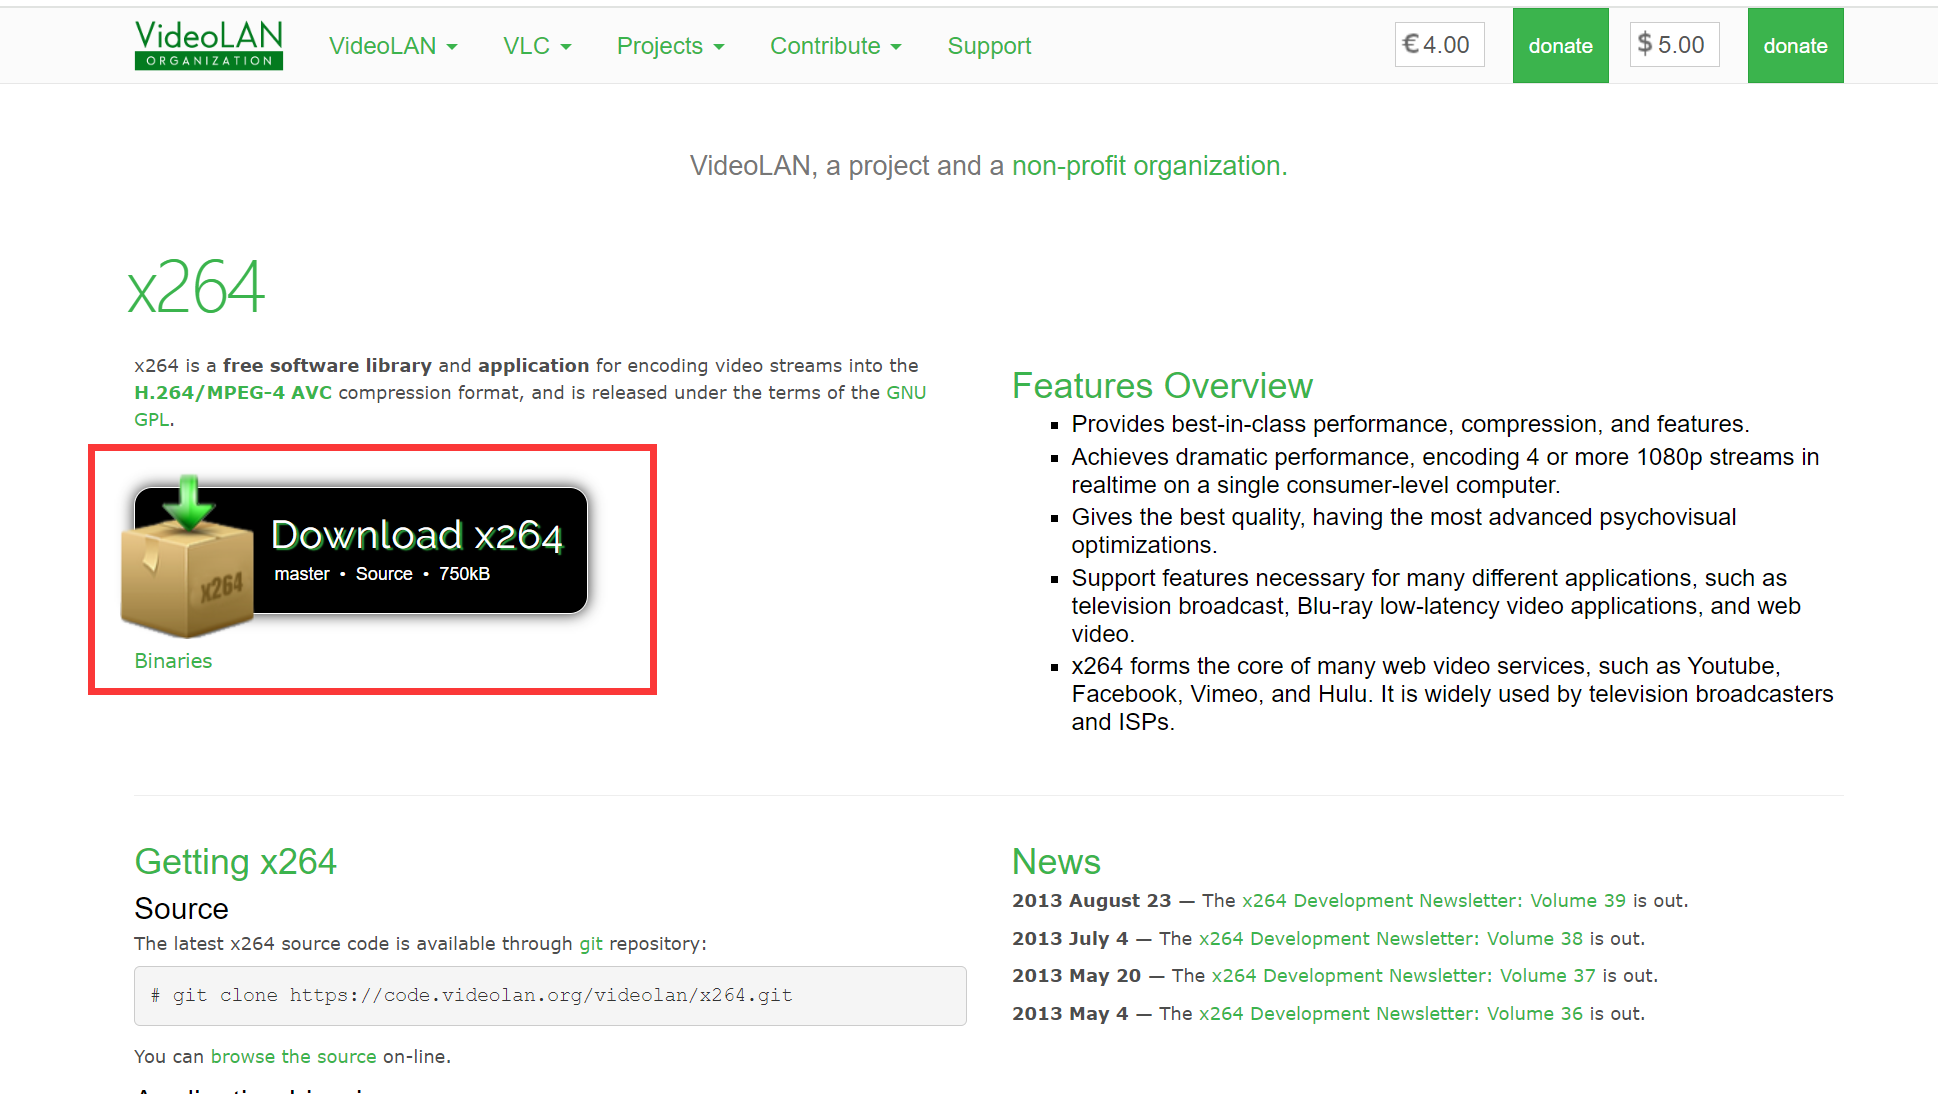 VideoLAN
ORGANIZATION
VideoLAN
VLC
Projects
Contribute
Support
€ 4.00
donate
$ 5.00
donate
VideoLAN, a project and a non-profit organization.
x264
x264 is a free software library and application for encoding video streams into the
H.264/MPEG-4 AVC compression format, and is released under the terms of the GNU
GPL.
x264
Download x264
master • Source • 750kB
Binaries
Features Overview
Provides best-in-class performance, compression, and features.
Achieves dramatic performance, encoding 4 or more 1080p streams in
realtime on a single consumer-level computer.
Gives the best quality, having the most advanced psychovisual
optimizations.
Support features necessary for many different applications, such as
television broadcast, Blu-ray low-latency video applications, and web
video.
x264 forms the core of many web video services, such as Youtube,
Facebook, Vimeo, and Hulu. It is widely used by television broadcasters
and ISPs.
Getting x264
Source
The latest x264 source code is available through git repository:
# git clone https://code.videolan.org/videolan/x264.git
You can browse the source on-line.
News
2013 August 23 — The x264 Development Newsletter: Volume 39 is out.
2013 July 4 — The x264 Development Newsletter: Volume 38 is out.
2013 May 20 — The x264 Development Newsletter: Volume 37 is out.
2013 May 4 — The x264 Development Newsletter: Volume 36 is out.